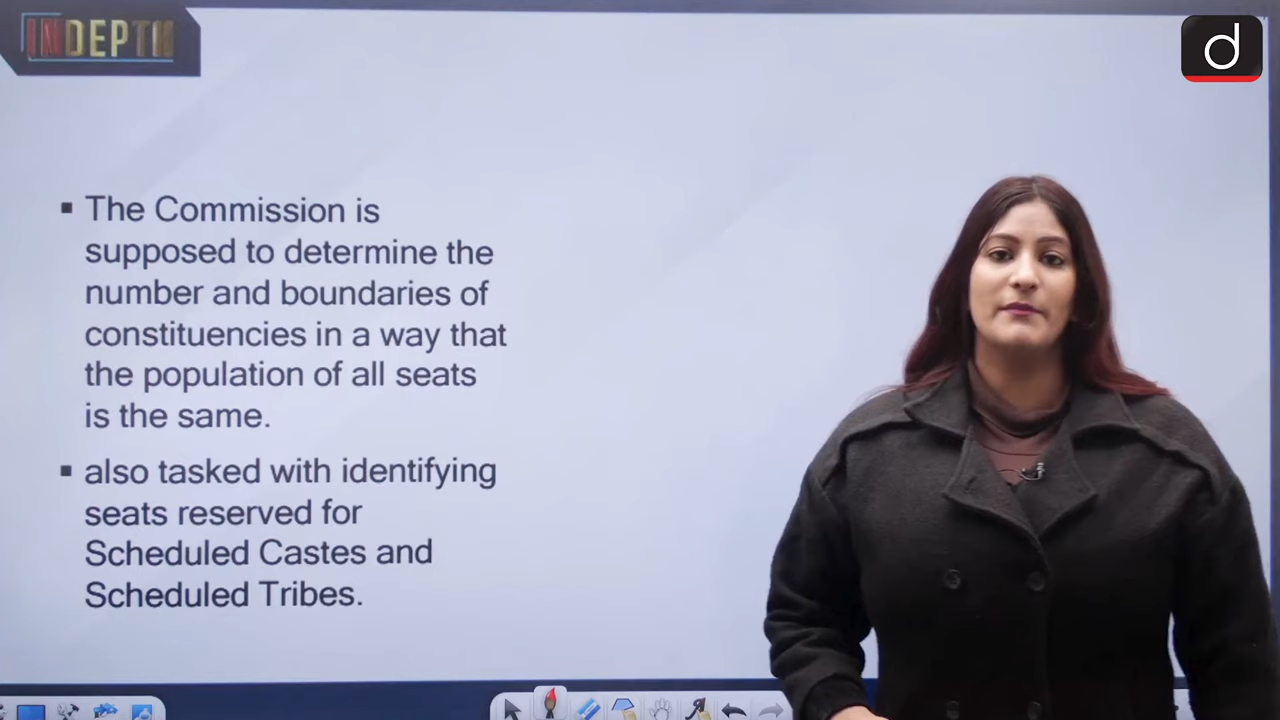 INDEPTH
d
▪ The Commission is
supposed to determine the
number and boundaries of
constituencies in a way that
the population of all seats
is the same.
▪ also tasked with identifying
seats reserved for
Scheduled Castes and
Scheduled Tribes.